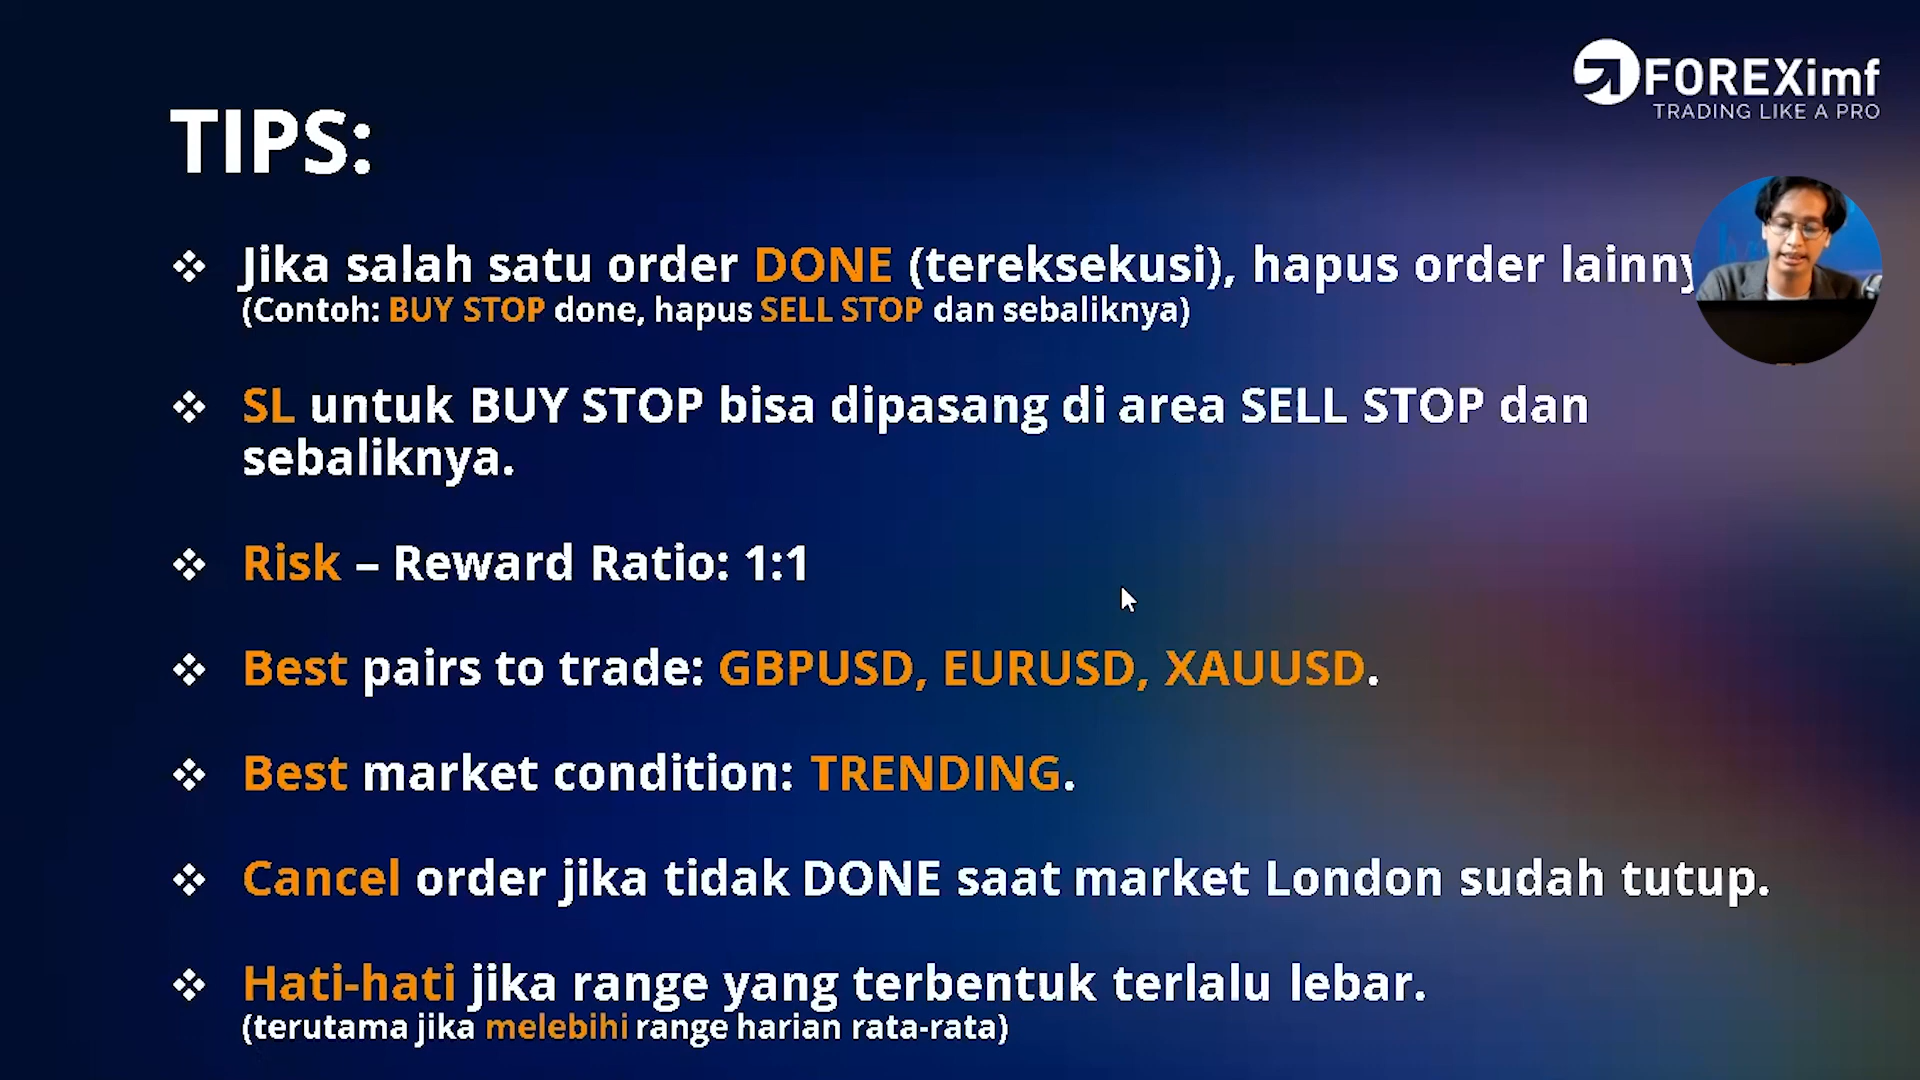 FOREXimf
TRADING LIKE A PRO
TIPS:
Jika salah satu order DONE (tereksekusi), hapus order
(Contoh: BUY STOP done, hapus SELL STOP dan sebaliknya)
SL untuk BUY STOP bisa dipasang di area SELL STOP dan
sebaliknya.
Risk – Reward Ratio: 1:1
Best pairs to trade: GBPUSD, EURUSD, XAUUSD.
Best market condition: TRENDING.
Cancel order jika tidak DONE saat market London sudah tutup.
Hati-hati jika range yang terbentuk terlalu lebar.
(terutama jika melebihi range harian rata-rata)